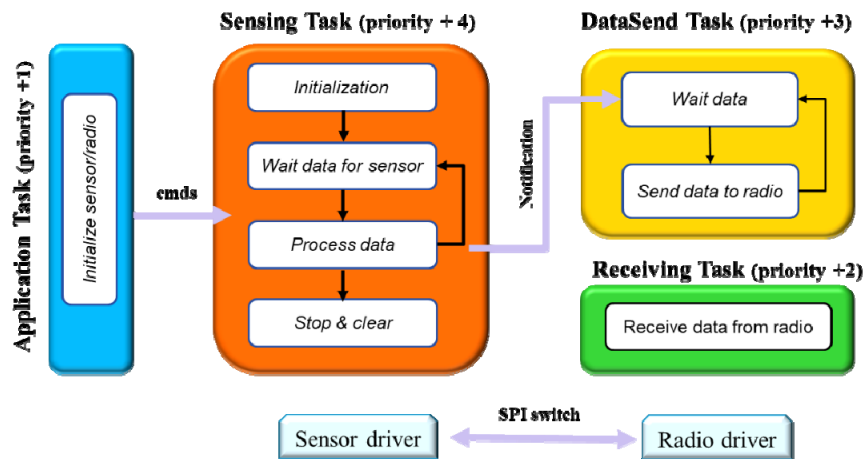 Sensing Task (priority + 4)
DataSend Task (priority +3)
Application Task (priority +1)
Initialize sensor/radio
cmds
Initialization
Wait data for sensor
Process data
Stop & clear
Notification
Wait data
Send data to radio
Receiving Task (priority +2)
Receive data from radio
Sensor driver
SPI switch
Radio driver